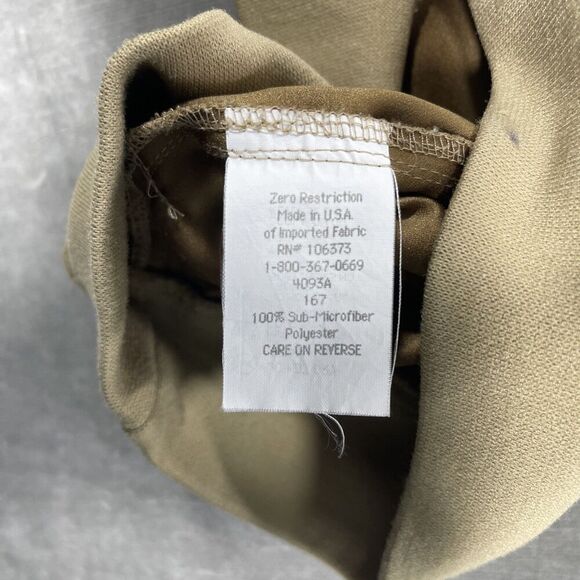 Zero Restriction
Made in U.S.A.
of Imported Fabric
RN# 106373
1-800-367-0669
4093A
167
100% Sub-Microfiber
Polyester
CARE ON REVERSE